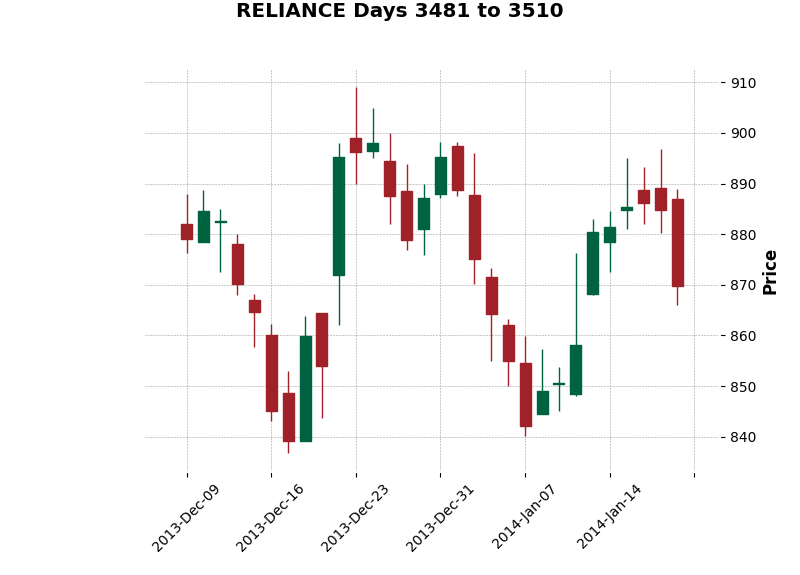 RELIANCE Days 3481 to 3510
910
900
890
880
870
860
850
840
Price
2013-Dec-09
2013-Dec-16
2013-Dec-23
2013-Dec-31
2014-Jan-07
2014-Jan-14